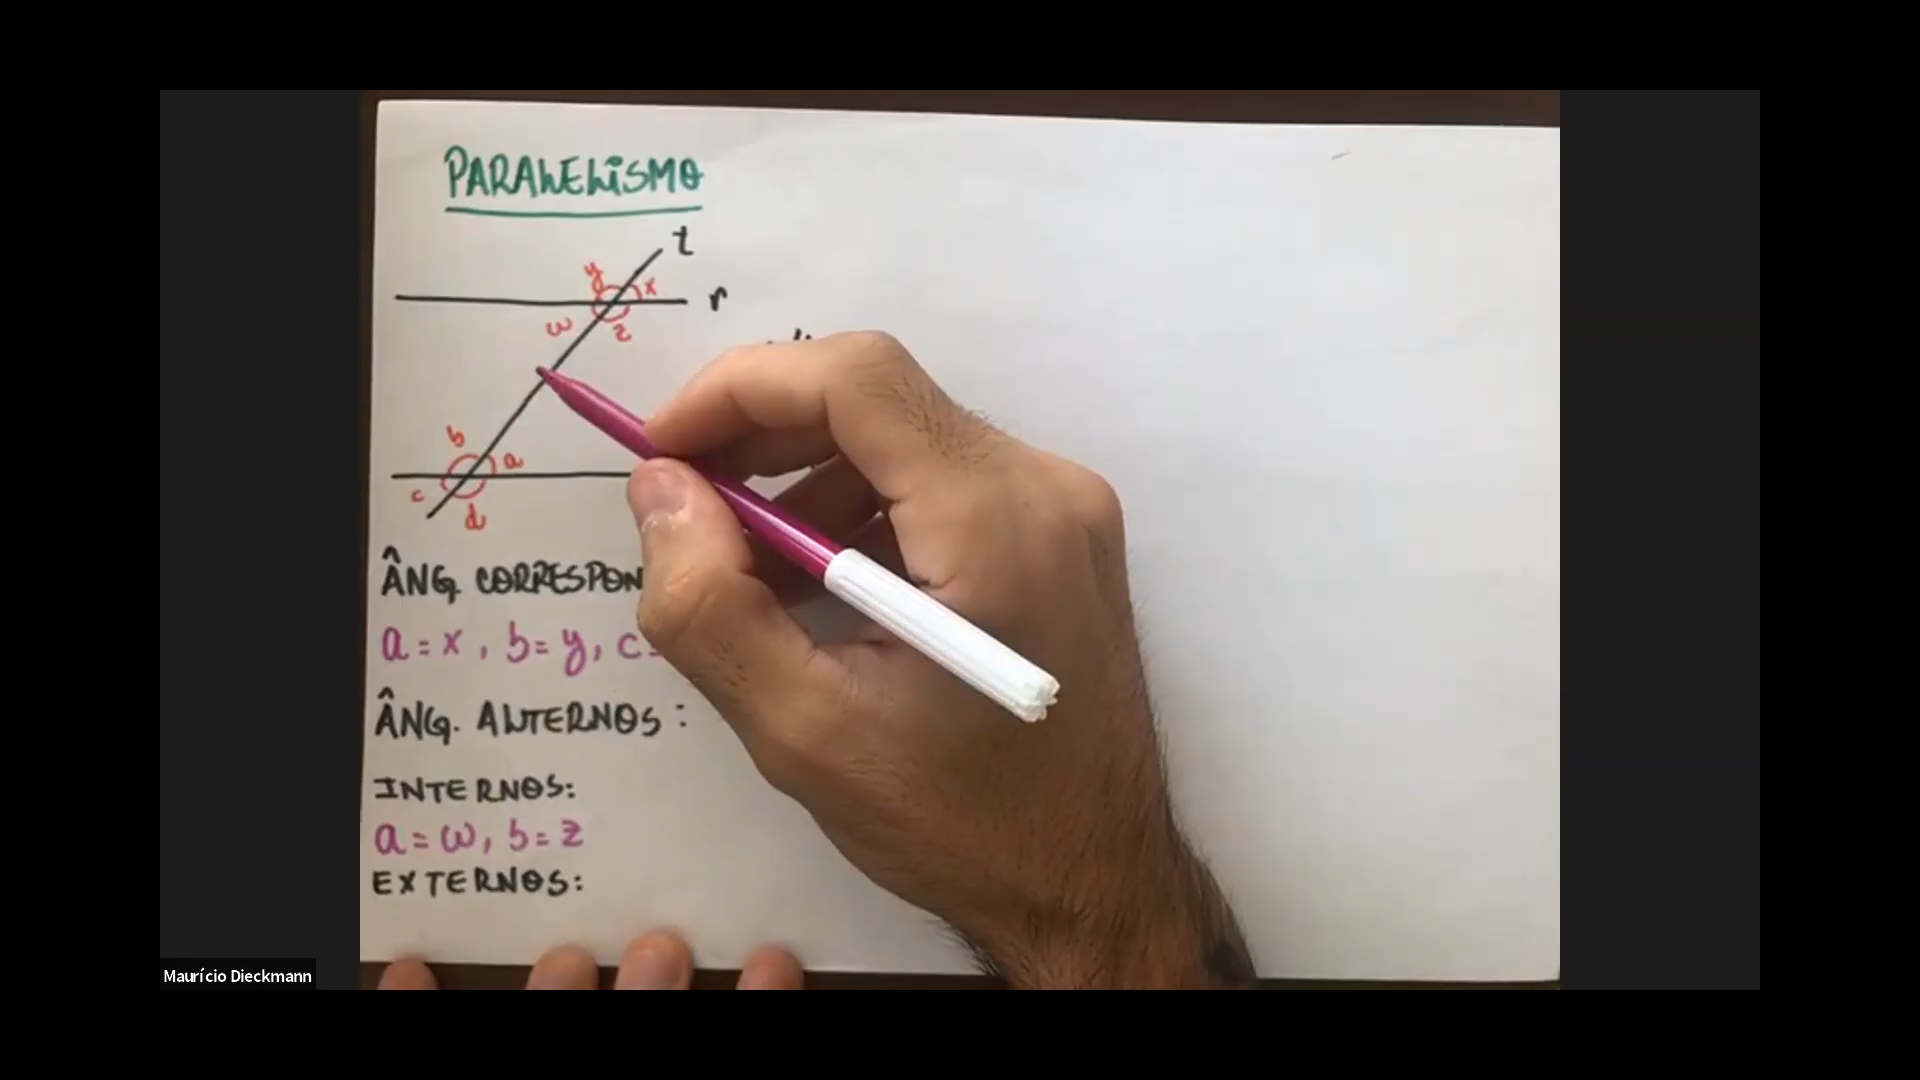 PARALELISMO
t
y x
r
w z
b
a
c
d
ÂNG. CORRESPON
a = x, b = y, c =
ÂNG. ALTERNOS:
INTERNOS:
a = w, b = z
EXTERNOS:
Maurício Dieckmann